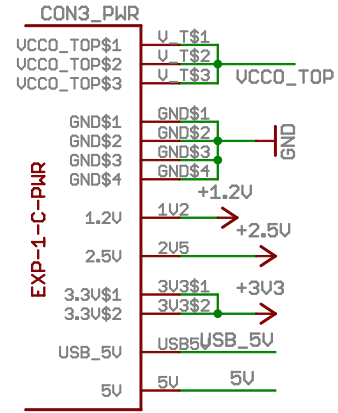 CON3_PWR
VCCO_TOP$1 V_T$1
VCCO_TOP$2 V_T$2
VCCO_TOP$3 V_T$3
VCCO_TOP
GND$1 GND$1
GND$2 GND$2
GND$3 GND$3
GND$4 GND$4
GND
EXP-1-C-PWR
+1.2V
1.2V 1V2
+2.5V
2.5V 2V5
+3V3
3.3V$1 3V3$1
3.3V$2 3V3$2
USB_5V USB5V USB_5V
5V 5V 5V